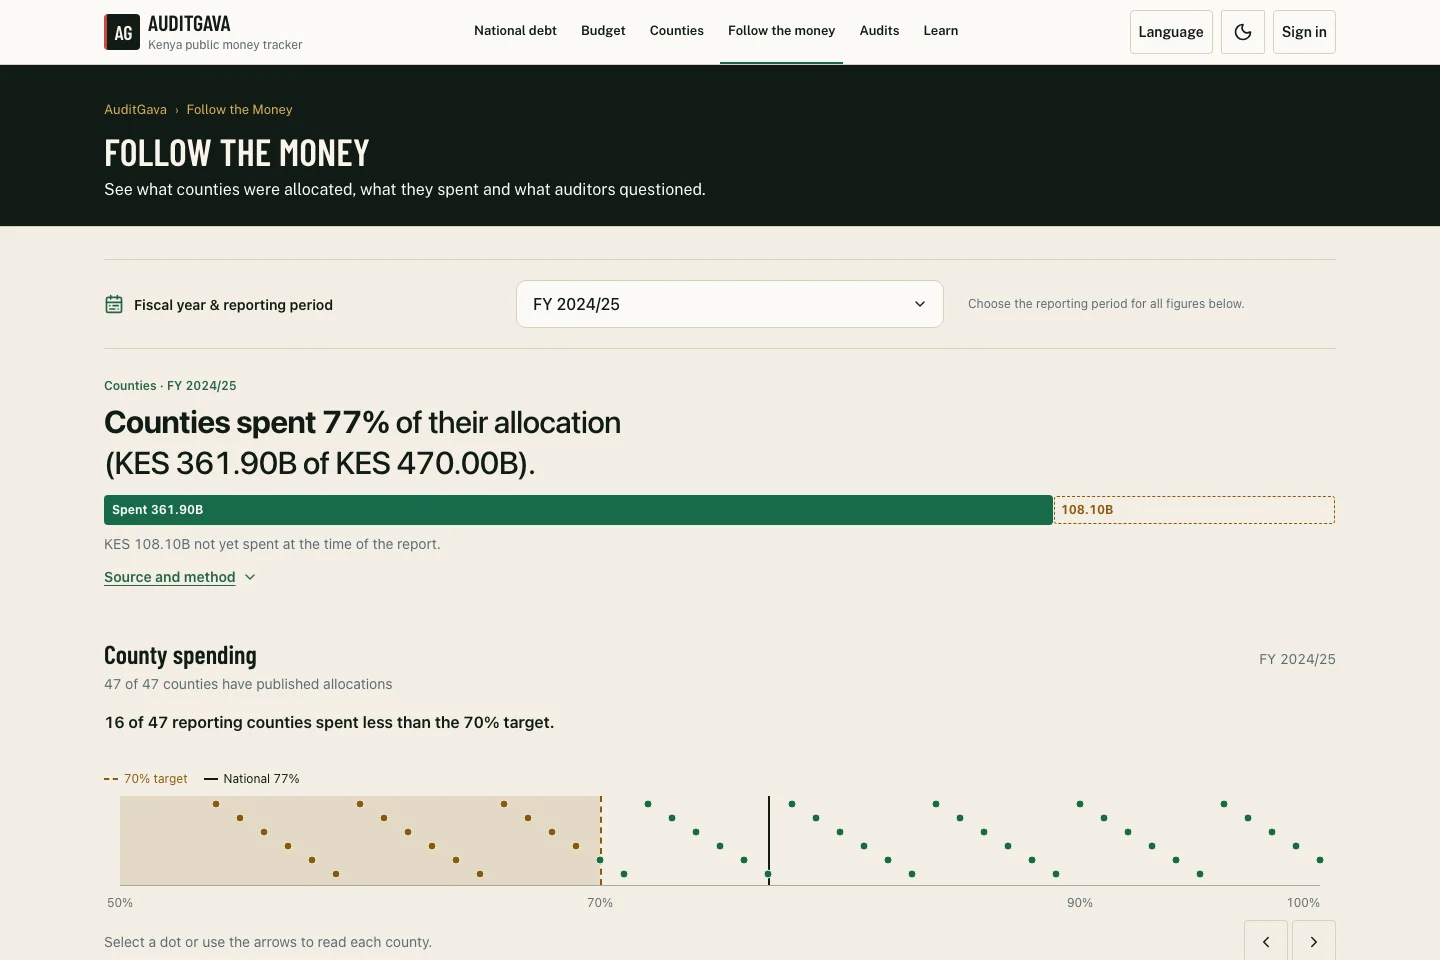 AG
AUDITGAVA
Kenya public money tracker
National debt
Budget
Counties
Follow the money
Audits
Learn
Language
Sign in
AuditGava › Follow the Money
FOLLOW THE MONEY
See what counties were allocated, what they spent and what auditors questioned.
Fiscal year & reporting period
FY 2024/25
Choose the reporting period for all figures below.
Counties · FY 2024/25
Counties spent 77% of their allocation
(KES 361.90B of KES 470.00B).
Spent 361.90B
108.10B
KES 108.10B not yet spent at the time of the report.
Source and method
County spending
FY 2024/25
47 of 47 counties have published allocations
16 of 47 reporting counties spent less than the 70% target.
70% target
National 77%
50%
70%
90%
100%
Select a dot or use the arrows to read each county.